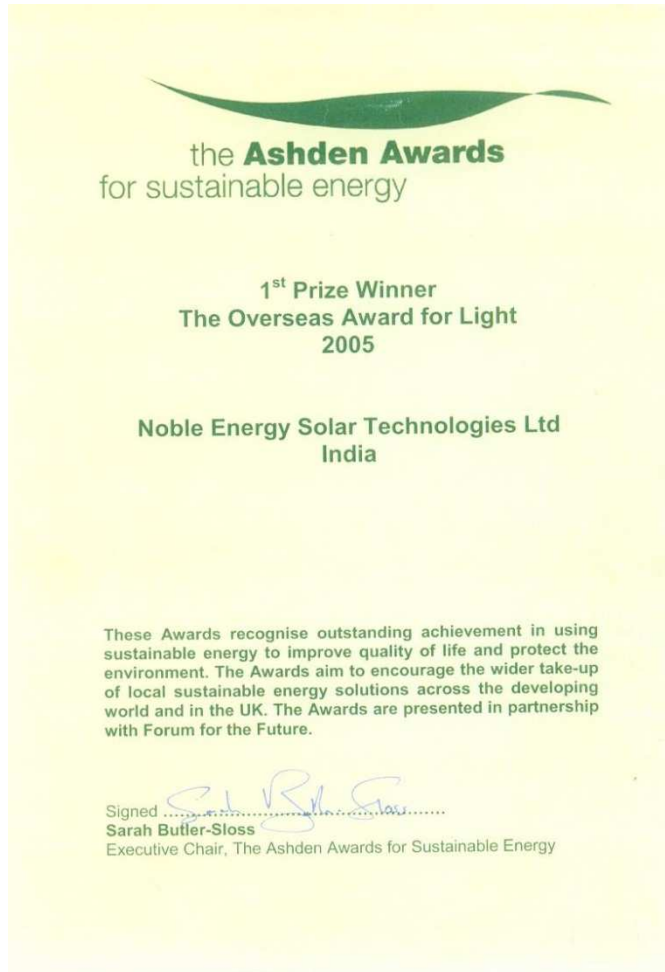 the Ashden Awards
for sustainable energy
1st Prize Winner
The Overseas Award for Light
2005
Noble Energy Solar Technologies Ltd
India
These Awards recognise outstanding achievement in using
sustainable energy to improve quality of life and protect the
environment. The Awards aim to encourage the wider take-up
of local sustainable energy solutions across the developing
world and in the UK. The Awards are presented in partnership
with Forum for the Future.
Signed Sarah Butler-Sloss
Sarah Butler-Sloss
Executive Chair, The Ashden Awards for Sustainable Energy